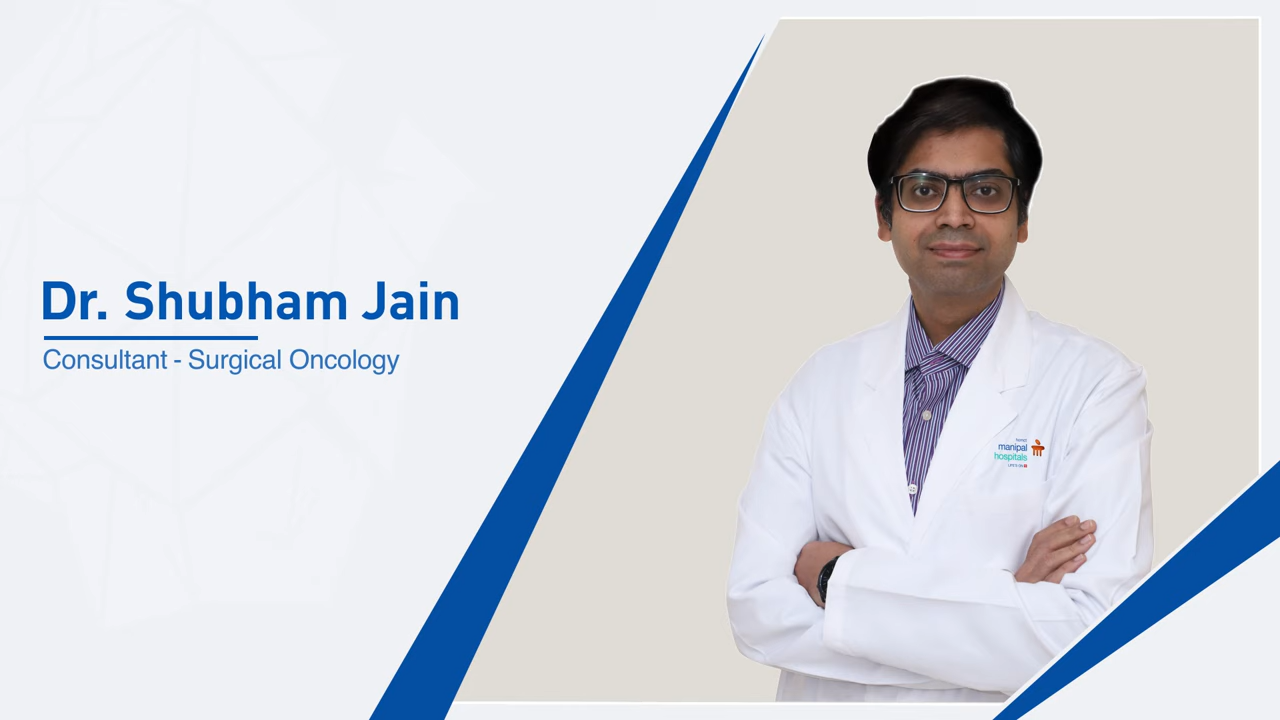 Dr. Shubham Jain
Consultant - Surgical Oncology
manipal
hospitals